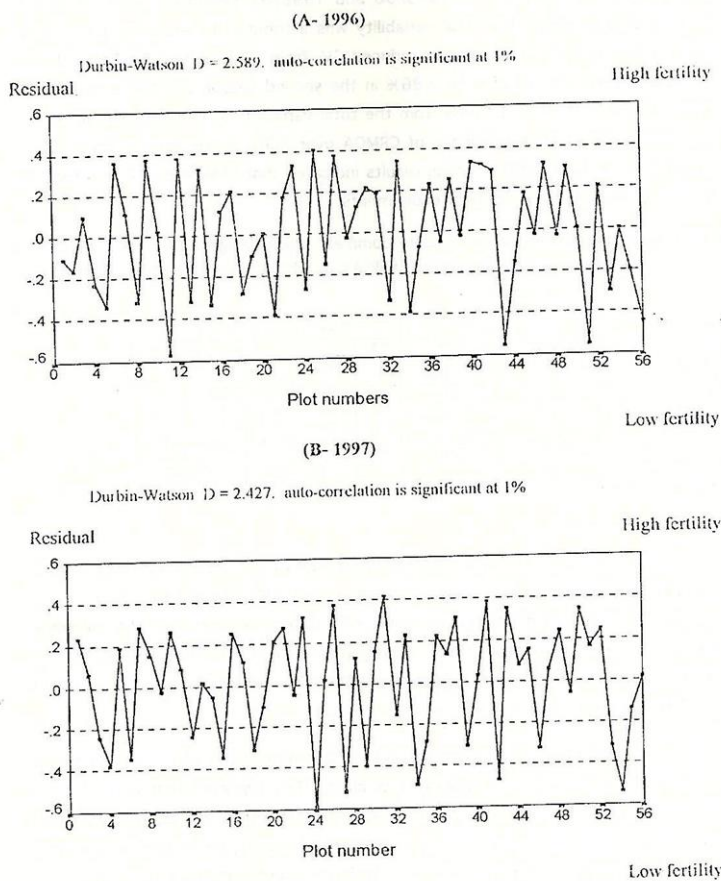 (A- 1996)
Durbin-Watson D = 2.589. auto-correlation is significant at 1%
Residual
High fertility
.6
.4
.2
.0
-.2
-.4
-.6
0 4 8 12 16 20 24 28 32 36 40 44 48 52 56
Plot numbers
Low fertility
(B- 1997)
Durbin-Watson D = 2.427. auto-correlation is significant at 1%
High fertility
Residual
.6
.4
.2
.0
-.2
-.4
-.6
0 4 8 12 16 20 24 28 32 36 40 44 48 52 56
Plot number
Low fertility